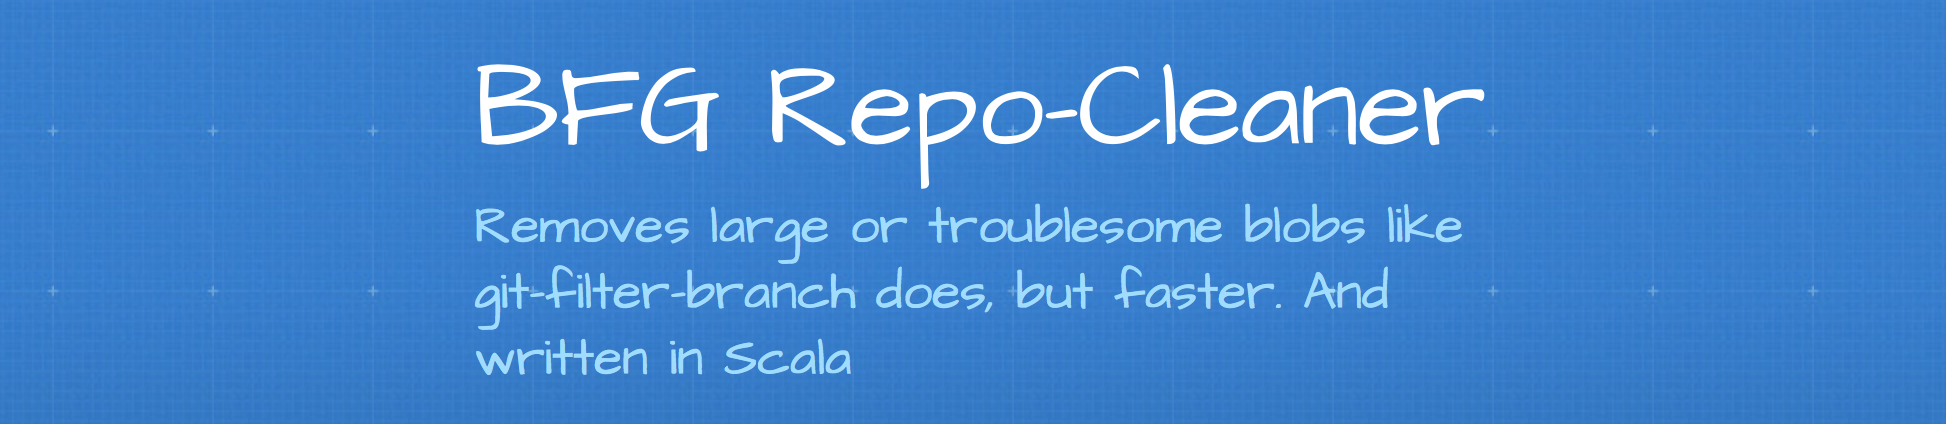 BFG Repo-Cleaner
Removes large or troublesome blobs like
git-filter-branch does, but faster. And
written in Scala